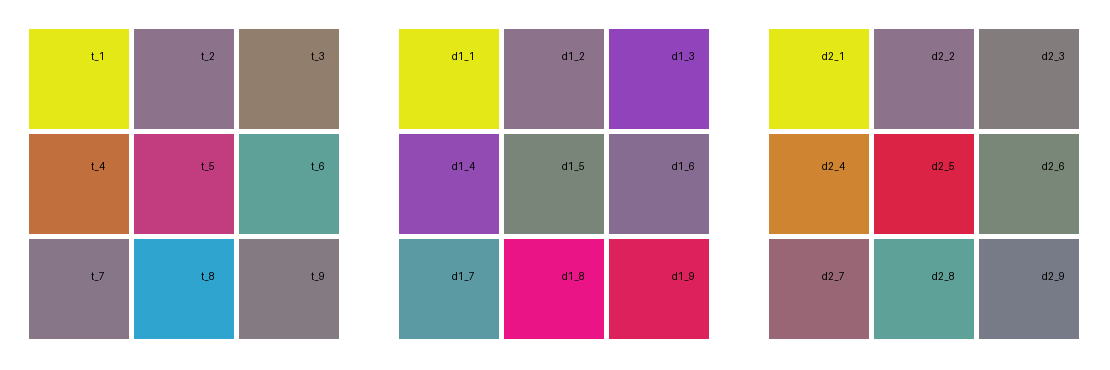 t_1 t_2 t_3 d1_1 d1_2 d1_3 d2_1 d2_2 d2_3
t_4 t_5 t_6 d1_4 d1_5 d1_6 d2_4 d2_5 d2_6
t_7 t_8 t_9 d1_7 d1_8 d1_9 d2_7 d2_8 d2_9